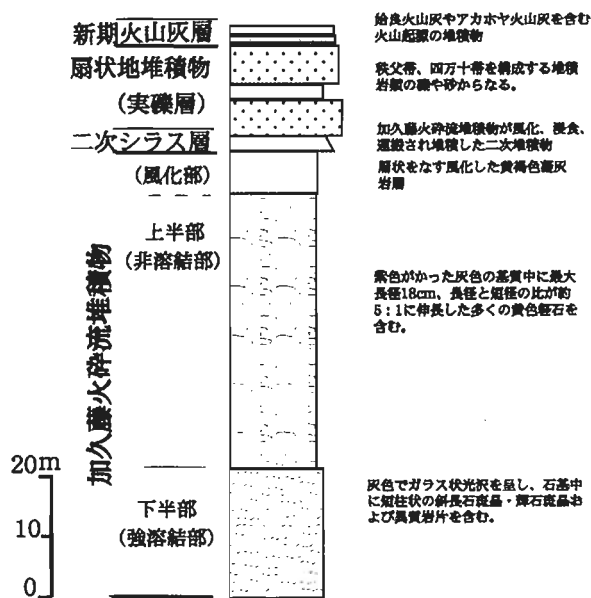 新期火山灰層
姶良火山灰やアカホヤ火山灰を含む
火山起源の堆積物
扇状地堆積物
(実礫層)
秩父帯、四万十帯を構成する堆積
岩類の礫や砂からなる。
二次シラス層
加久藤火砕流堆積物が風化、浸食、
運搬され堆積した二次堆積物
(風化部)
層状をなす風化した黄褐色凝灰
岩層
加久藤火砕流堆積物
上半部
(非溶結部)
紫色がかった灰色の基質中に最大
長径18cm、長径と短径の比が約
5:1に伸長した多くの黄色軽石を
含む。
下半部
(強溶結部)
灰色でガラス状光沢を呈し、石基中
に短柱状の斜長石斑晶・輝石斑晶お
よび異質岩片を含む。
20m
10
0